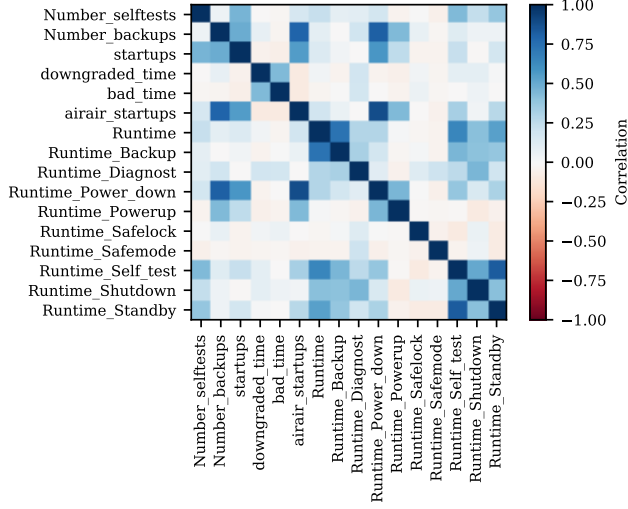 Number_selftests
Number_backups
startups
downgraded_time
bad_time
airair_startups
Runtime
Runtime_Backup
Runtime_Diagnost
Runtime_Power_down
Runtime_Powerup
Runtime_Safelock
Runtime_Safemode
Runtime_Self_test
Runtime_Shutdown
Runtime_Standby
Number_selftests
Number_backups
startups
downgraded_time
bad_time
airair_startups
Runtime
Runtime_Backup
Runtime_Diagnost
Runtime_Power_down
Runtime_Powerup
Runtime_Safelock
Runtime_Safemode
Runtime_Self_test
Runtime_Shutdown
Runtime_Standby
1.00
0.75
0.50
0.25
0.00
−0.25
−0.50
−0.75
−1.00
Correlation